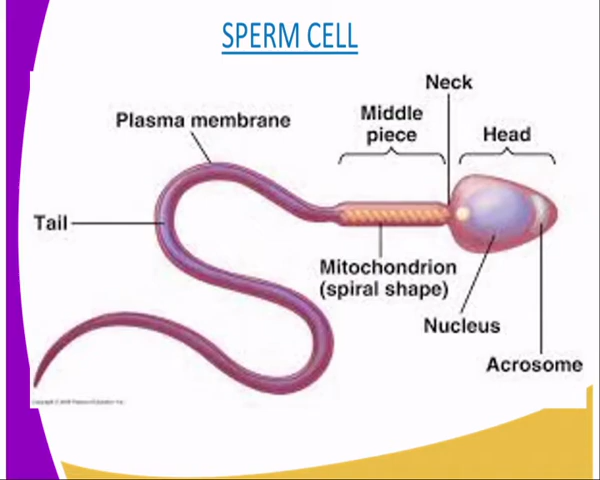 SPERM CELL
Neck
Middle
piece
Head
Plasma membrane
Tail
Mitochondrion
(spiral shape)
Nucleus
Acrosome